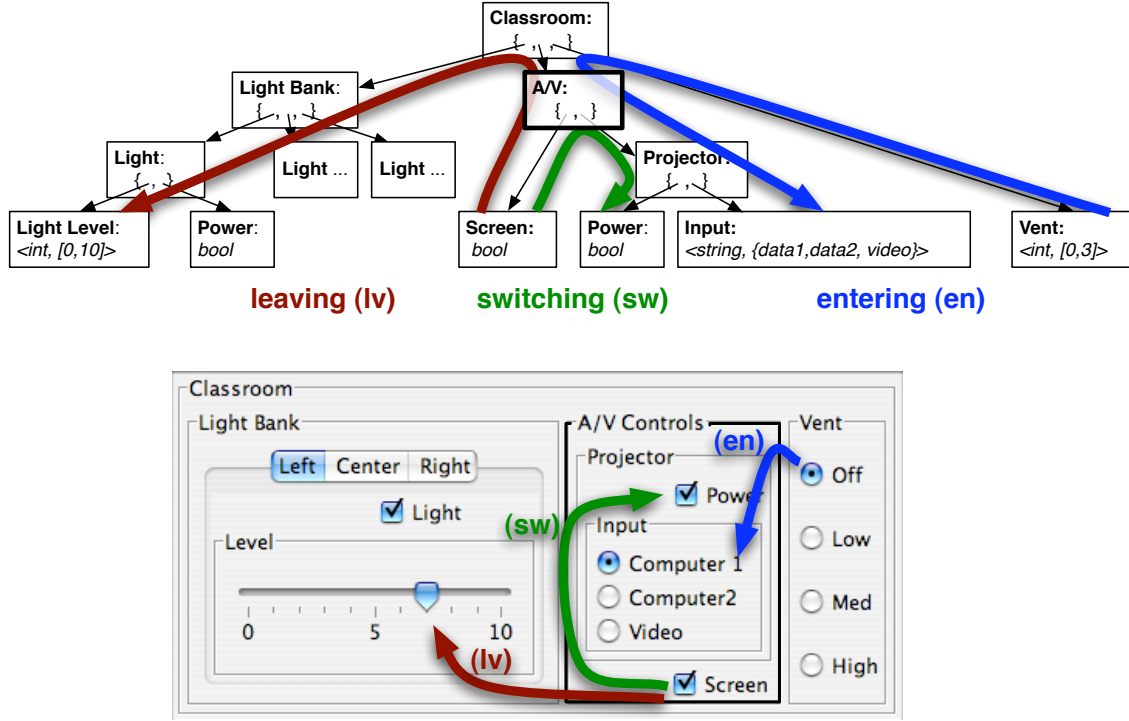 Classroom:
{ , , }
Light Bank:
{ , , }
A/V:
{ , }
Light:
{ , }
Light ...
Light ...
Projector:
{ , }
Light Level:
<int, [0,10]>
Power:
bool
Screen:
bool
Power:
bool
Input:
<string, {data1,data2, video}>
Vent:
<int, [0,3]>
leaving (lv)
switching (sw)
entering (en)
Classroom
Light Bank
Left Center Right
Light
Level
0 5 10
(lv)
(sw)
A/V Controls
(en)
Projector
Power
Input
Computer 1
Computer2
Video
Screen
Vent
Off
Low
Med
High